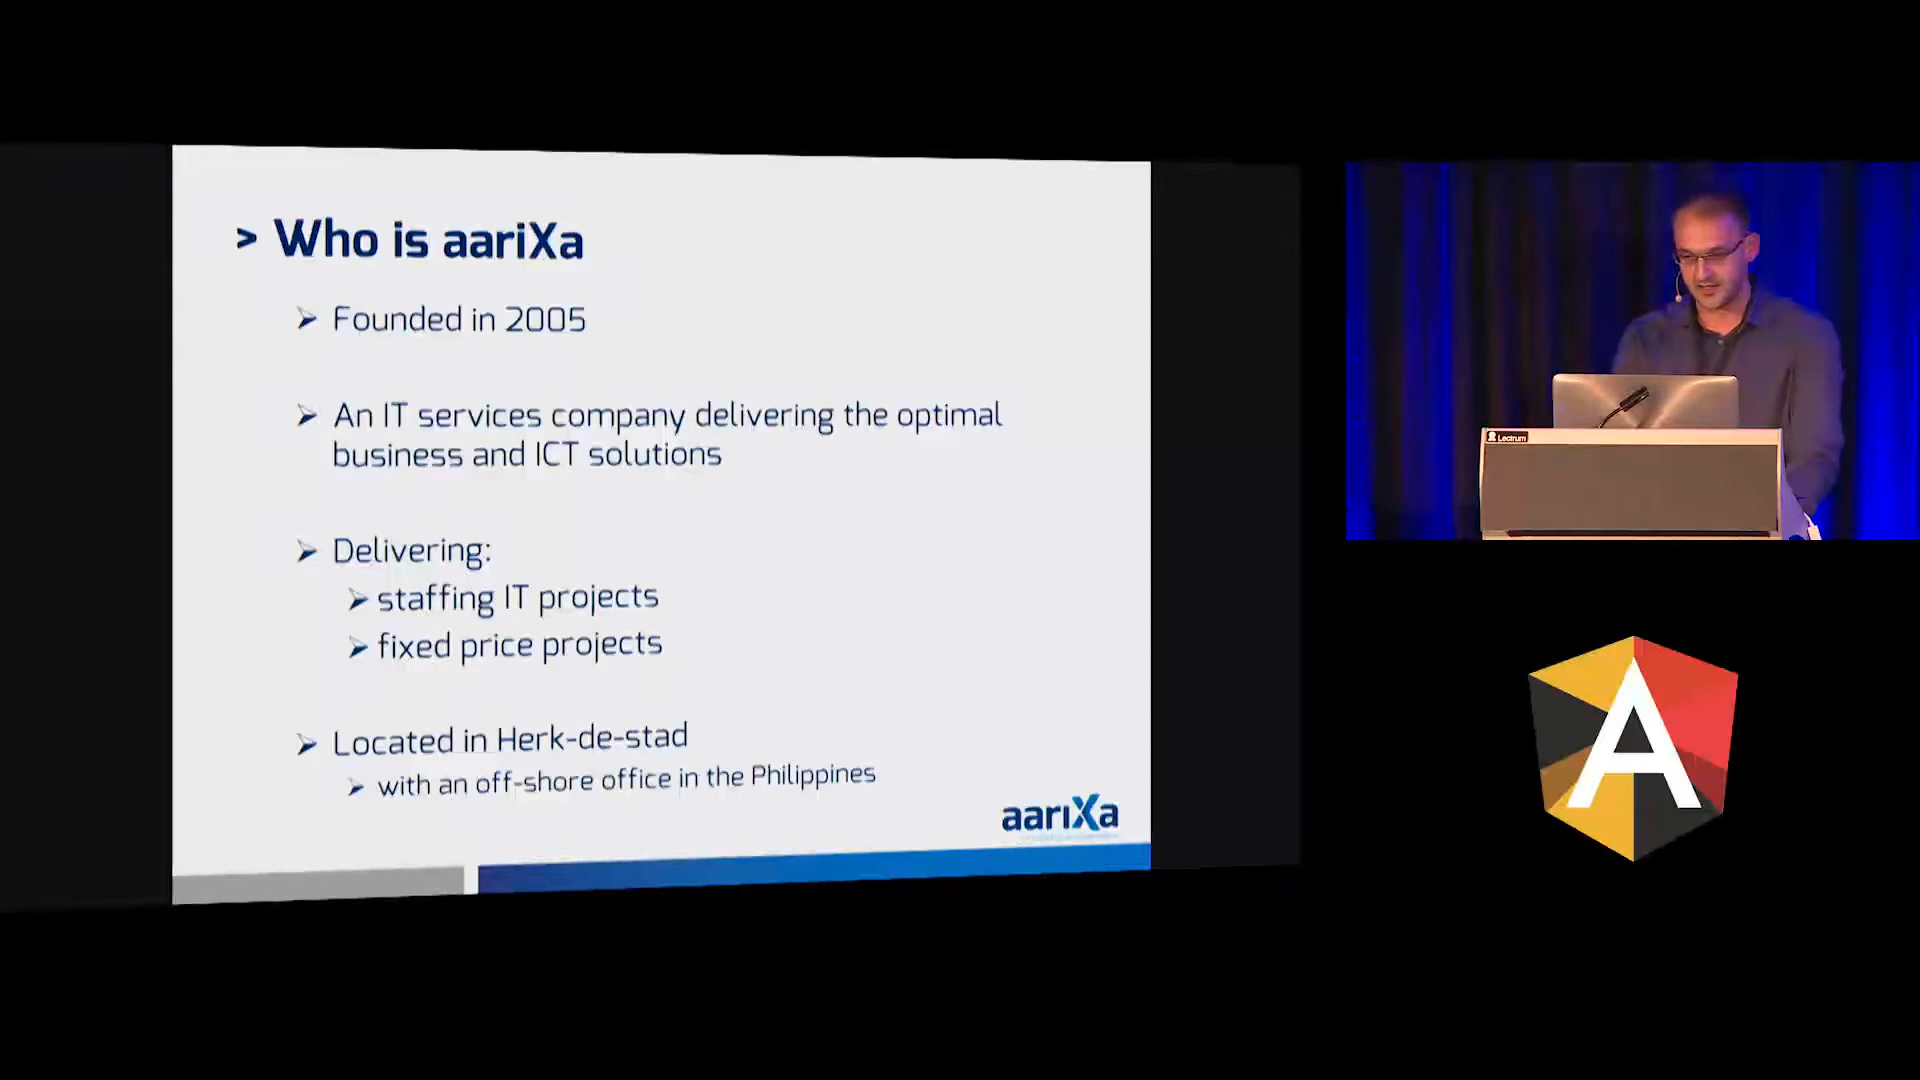 > Who is aariXa
Founded in 2005
An IT services company delivering the optimal
business and ICT solutions
Delivering:
staffing IT projects
fixed price projects
Located in Herk-de-stad
with an off-shore office in the Philippines
aariXa
Lectrum
A